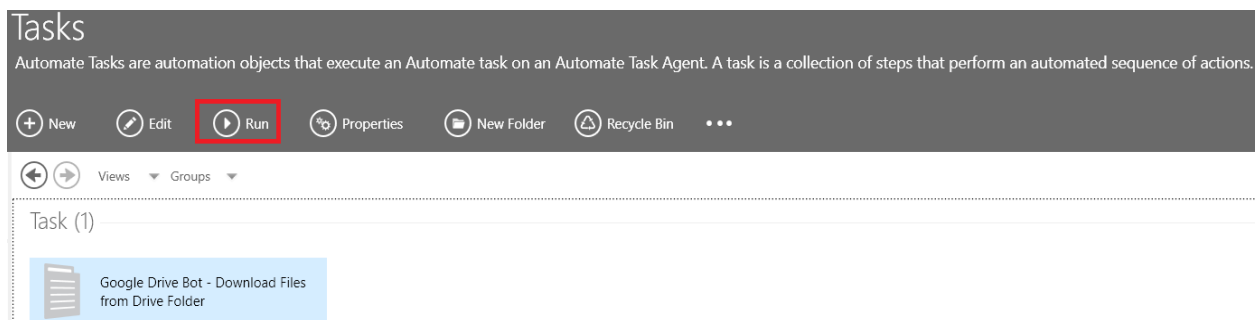 Tasks
Automate Tasks are automation objects that execute an Automate task on an Automate Task Agent. A task is a collection of steps that perform an automated sequence of actions.
New Edit Run Properties New Folder Recycle Bin •••
Views Groups
Task (1)
Google Drive Bot - Download Files
from Drive Folder